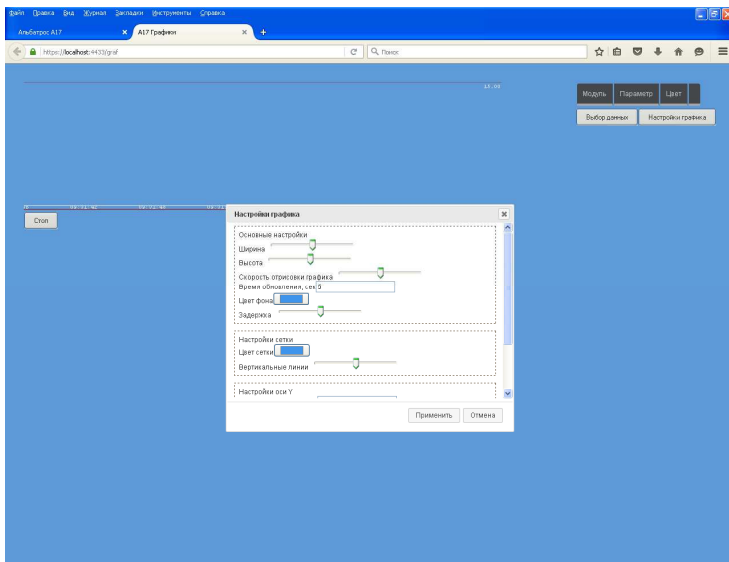 Файл Правка Вид Журнал Закладки Инструменты Справка
Альбатрос А17 × А17 Графики × +
https://localhost:4433/graf Поиск
15.00
Модуль Параметр Цвет
Выбор данных Настройки графика
Стоп
Настройки графика
Основные настройки
Ширина
Высота
Скорость отрисовки графика
Время обновления, сек
Цвет фона
Задержка
Настройки сетки
Цвет сетки
Вертикальные линии
Настройки оси Y
Применить Отмена